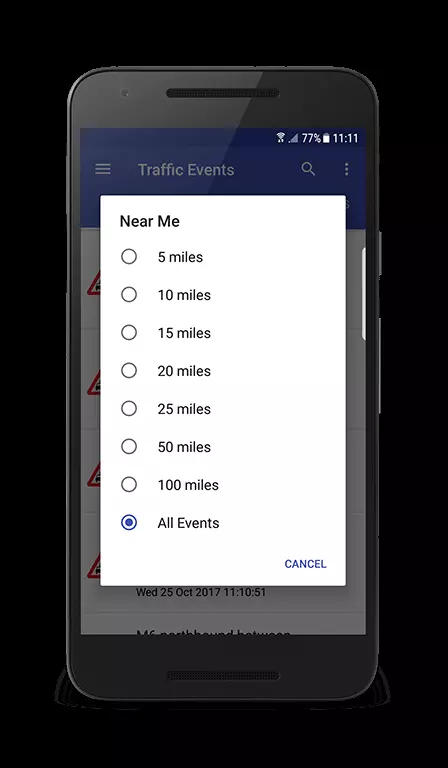 77% 11:11
Traffic Events
S
Near Me
5 miles
10 miles
15 miles
20 miles
25 miles
50 miles
100 miles
All Events
CANCEL
Wed 25 Oct 2017 11:10:51
M6 northbound between